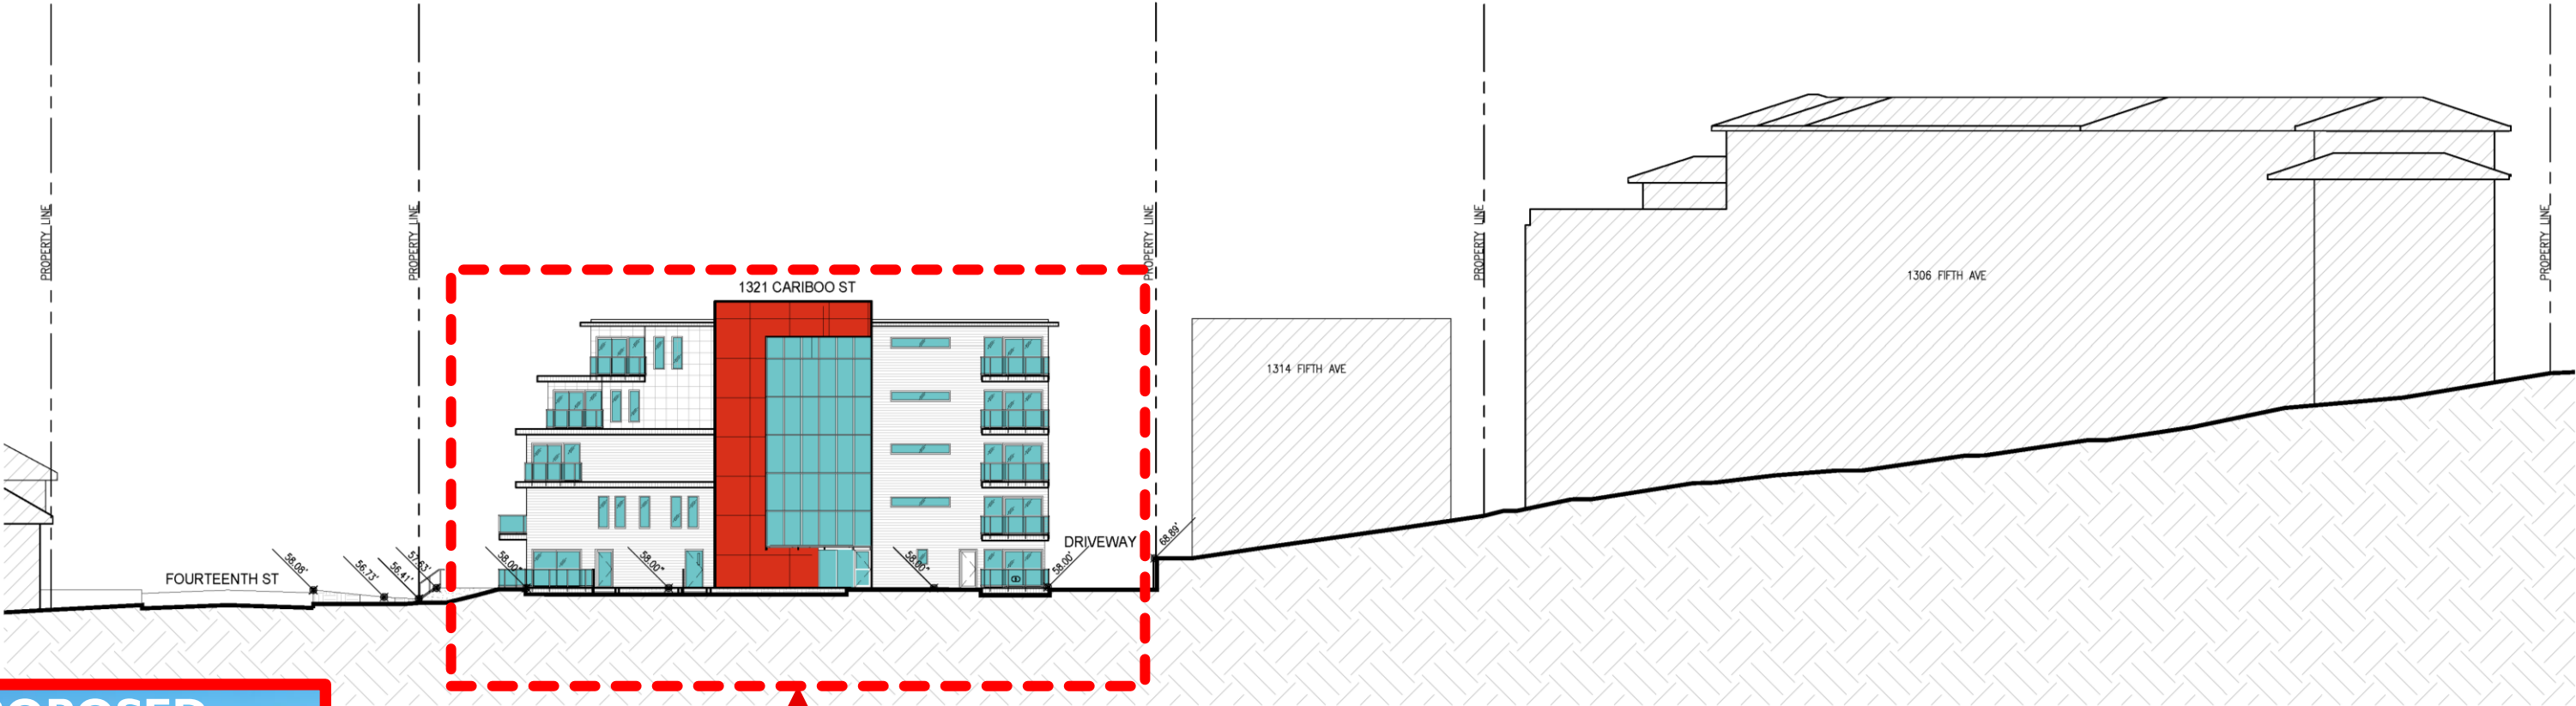 PROPERTY LINE
PROPERTY LINE
PROPERTY LINE
PROPERTY LINE
PROPERTY LINE
1321 CARIBOO ST
1306 FIFTH AVE
1314 FIFTH AVE
FOURTEENTH ST
58.08'
56.73'
56.41'
57.63'
58.00"
58.00"
58.00"
58.00'
DRIVEWAY
68.89'